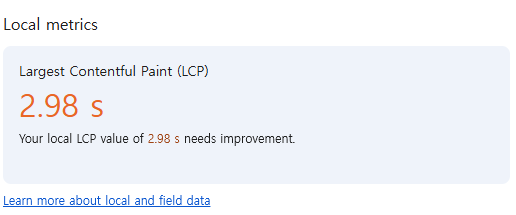 Local metrics
Largest Contentful Paint (LCP)
2.98 s
Your local LCP value of 2.98 s needs improvement.
Learn more about local and field data